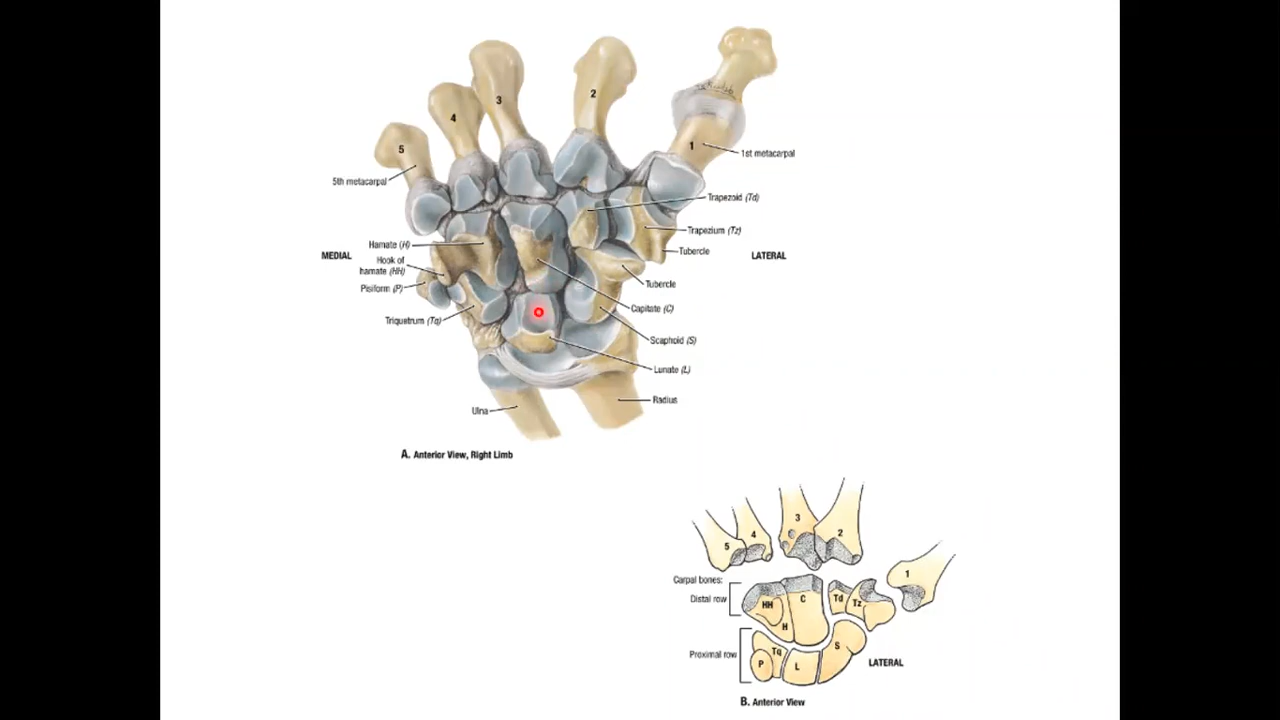 5
4
3
2
1
1st metacarpal
5th metacarpal
Trapezoid (Td)
Trapezium (Tz)
Hamate (H)
MEDIAL
Tubercle
LATERAL
Hook of
hamate (HH)
Pisiform (P)
Tubercle
Capitate (C)
Triquetrum (Tq)
Scaphoid (S)
Lunate (L)
Ulna
Radius
A. Anterior View, Right Limb
5
4
3
2
1
Carpal bones:
Distal row
HH
H
C
Td
Tz
Proximal row
P
Tq
L
S
LATERAL
B. Anterior View